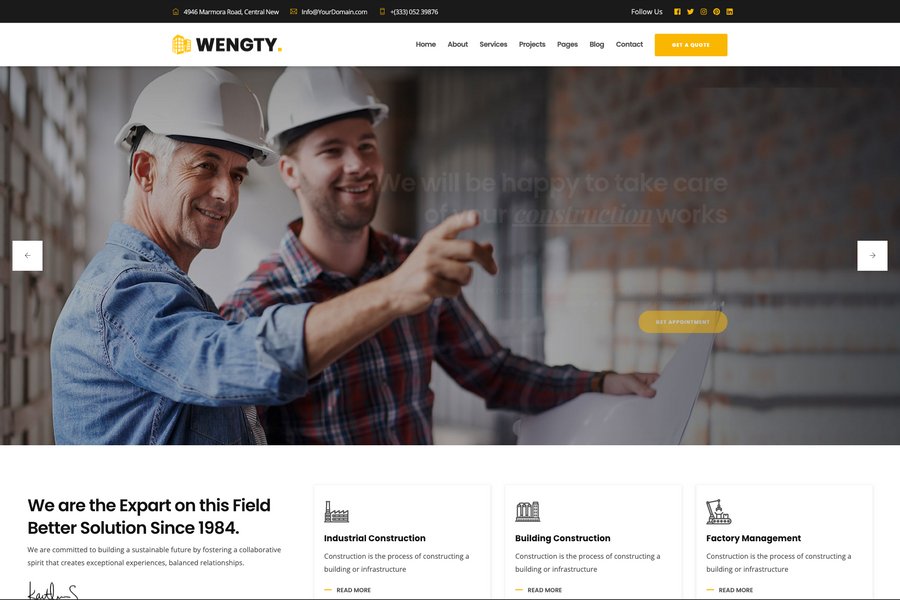 4946 Marmora Road, Central New
Info@YourDomain.com
+(333) 052 39876
Follow Us
WENGTY.
Home
About
Services
Projects
Pages
Blog
Contact
GET A QUOTE
We will be happy to take care
of your construction works
GET APPOINTMENT
We are the Expart on this Field
Better Solution Since 1984.
We are committed to building a sustainable future by fostering a collaborative
spirit that creates exceptional experiences, balanced relationships.
Industrial Construction
Construction is the process of constructing a
building or infrastructure
READ MORE
Building Construction
Construction is the process of constructing a
building or infrastructure
READ MORE
Factory Management
Construction is the process of constructing a
building or infrastructure
READ MORE